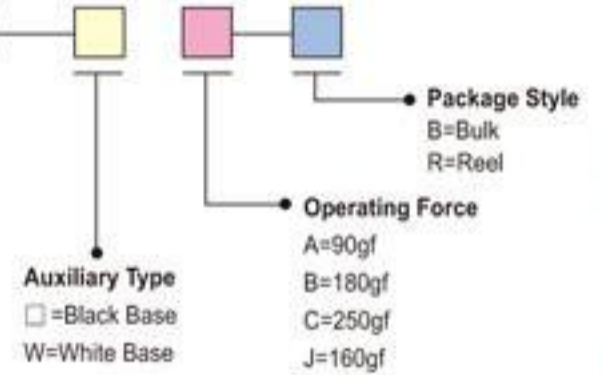 Package Style
B=Bulk
R=Reel
Operating Force
A=90gf
B=180gf
C=250gf
J=160gf
Auxiliary Type
□=Black Base
W=White Base